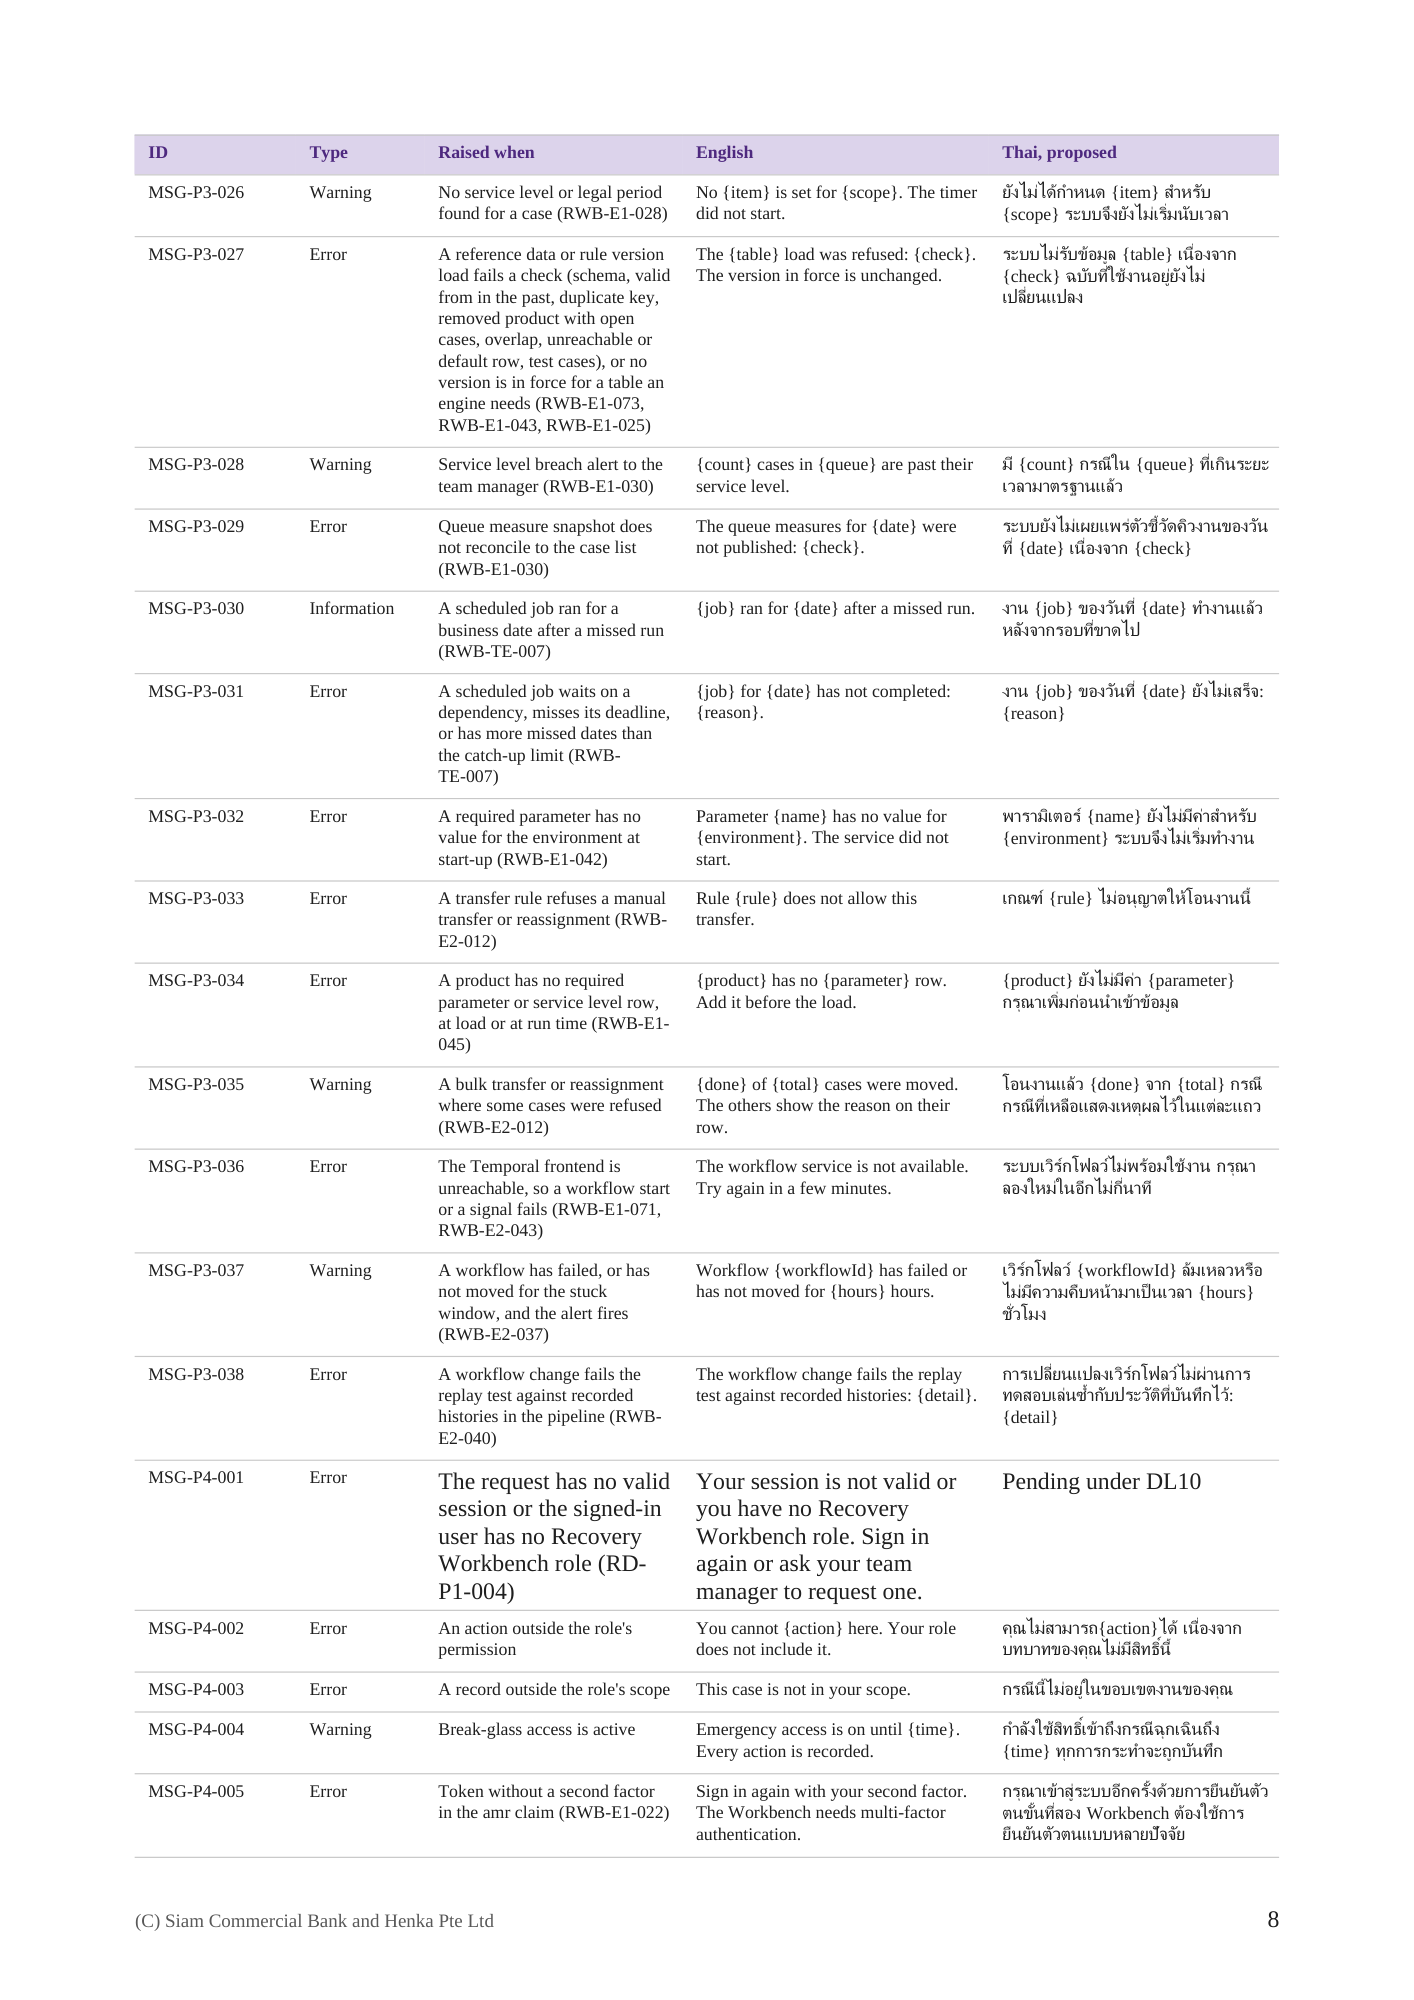 ID Type Raised when English Thai, proposed
MSG-P3-026 Warning No service level or legal period No {item} is set for {scope}. The timer ยังไม่ได้กำหนด {item} สำหรับ
found for a case (RWB-E1-028) did not start. {scope} ระบบจึงยังไม่เริ่มนับเวลา
MSG-P3-027 Error A reference data or rule version The {table} load was refused: {check}. ระบบไม่รับข้อมูล {table} เนื่องจาก
load fails a check (schema, valid The version in force is unchanged. {check} ฉบับที่ใช้งานอยู่ยังไม่
from in the past, duplicate key, เปลี่ยนแปลง
removed product with open
cases, overlap, unreachable or
default row, test cases), or no
version is in force for a table an
engine needs (RWB-E1-073,
RWB-E1-043, RWB-E1-025)
MSG-P3-028 Warning Service level breach alert to the {count} cases in {queue} are past their มี {count} กรณีใน {queue} ที่เกินระยะ
team manager (RWB-E1-030) service level. เวลามาตรฐานแล้ว
MSG-P3-029 Error Queue measure snapshot does The queue measures for {date} were ระบบยังไม่เผยแพร่ตัวชี้วัดคิวงานของวัน
not reconcile to the case list not published: {check}. ที่ {date} เนื่องจาก {check}
(RWB-E1-030)
MSG-P3-030 Information A scheduled job ran for a {job} ran for {date} after a missed run. งาน {job} ของวันที่ {date} ทำงานแล้ว
business date after a missed run หลังจากรอบที่ขาดไป
(RWB-TE-007)
MSG-P3-031 Error A scheduled job waits on a {job} for {date} has not completed: งาน {job} ของวันที่ {date} ยังไม่เสร็จ:
dependency, misses its deadline, {reason}. {reason}
or has more missed dates than
the catch-up limit (RWB-
TE-007)
MSG-P3-032 Error A required parameter has no Parameter {name} has no value for พารามิเตอร์ {name} ยังไม่มีค่าสำหรับ
value for the environment at {environment}. The service did not {environment} ระบบจึงไม่เริ่มทำงาน
start-up (RWB-E1-042) start.
MSG-P3-033 Error A transfer rule refuses a manual Rule {rule} does not allow this เกณฑ์ {rule} ไม่อนุญาตให้โอนงานนี้
transfer or reassignment (RWB- transfer.
E2-012)
MSG-P3-034 Error A product has no required {product} has no {parameter} row. {product} ยังไม่มีค่า {parameter}
parameter or service level row, Add it before the load. กรุณาเพิ่มก่อนนำเข้าข้อมูล
at load or at run time (RWB-E1-
045)
MSG-P3-035 Warning A bulk transfer or reassignment {done} of {total} cases were moved. โอนงานแล้ว {done} จาก {total} กรณี
where some cases were refused The others show the reason on their กรณีที่เหลือแสดงเหตุผลไว้ในแต่ละแถว
(RWB-E2-012) row.
MSG-P3-036 Error The Temporal frontend is The workflow service is not available. ระบบเวิร์กโฟลว์ไม่พร้อมใช้งาน กรุณา
unreachable, so a workflow start Try again in a few minutes. ลองใหม่ในอีกไม่กี่นาที
or a signal fails (RWB-E1-071,
RWB-E2-043)
MSG-P3-037 Warning A workflow has failed, or has Workflow {workflowId} has failed or เวิร์กโฟลว์ {workflowId} ล้มเหลวหรือ
not moved for the stuck has not moved for {hours} hours. ไม่มีความคืบหน้ามาเป็นเวลา {hours}
window, and the alert fires ชั่วโมง
(RWB-E2-037)
MSG-P3-038 Error A workflow change fails the The workflow change fails the replay การเปลี่ยนแปลงเวิร์กโฟลว์ไม่ผ่านการ
replay test against recorded test against recorded histories: {detail}. ทดสอบเล่นซ้ำกับประวัติที่บันทึกไว้:
histories in the pipeline (RWB- {detail}
E2-040)
MSG-P4-001 Error The request has no valid Your session is not valid or Pending under DL10
session or the signed-in you have no Recovery
user has no Recovery Workbench role. Sign in
Workbench role (RD- again or ask your team
P1-004) manager to request one.
MSG-P4-002 Error An action outside the role's You cannot {action} here. Your role คุณไม่สามารถ{action}ได้ เนื่องจาก
permission does not include it. บทบาทของคุณไม่มีสิทธิ์นี้
MSG-P4-003 Error A record outside the role's scope This case is not in your scope. กรณีนี้ไม่อยู่ในขอบเขตงานของคุณ
MSG-P4-004 Warning Break-glass access is active Emergency access is on until {time}. กำลังใช้สิทธิ์เข้าถึงกรณีฉุกเฉินถึง
Every action is recorded. {time} ทุกการกระทำจะถูกบันทึก
MSG-P4-005 Error Token without a second factor Sign in again with your second factor. กรุณาเข้าสู่ระบบอีกครั้งด้วยการยืนยันตัว
in the amr claim (RWB-E1-022) The Workbench needs multi-factor ตนขั้นที่สอง Workbench ต้องใช้การ
authentication. ยืนยันตัวตนแบบหลายปัจจัย
(C) Siam Commercial Bank and Henka Pte Ltd 8